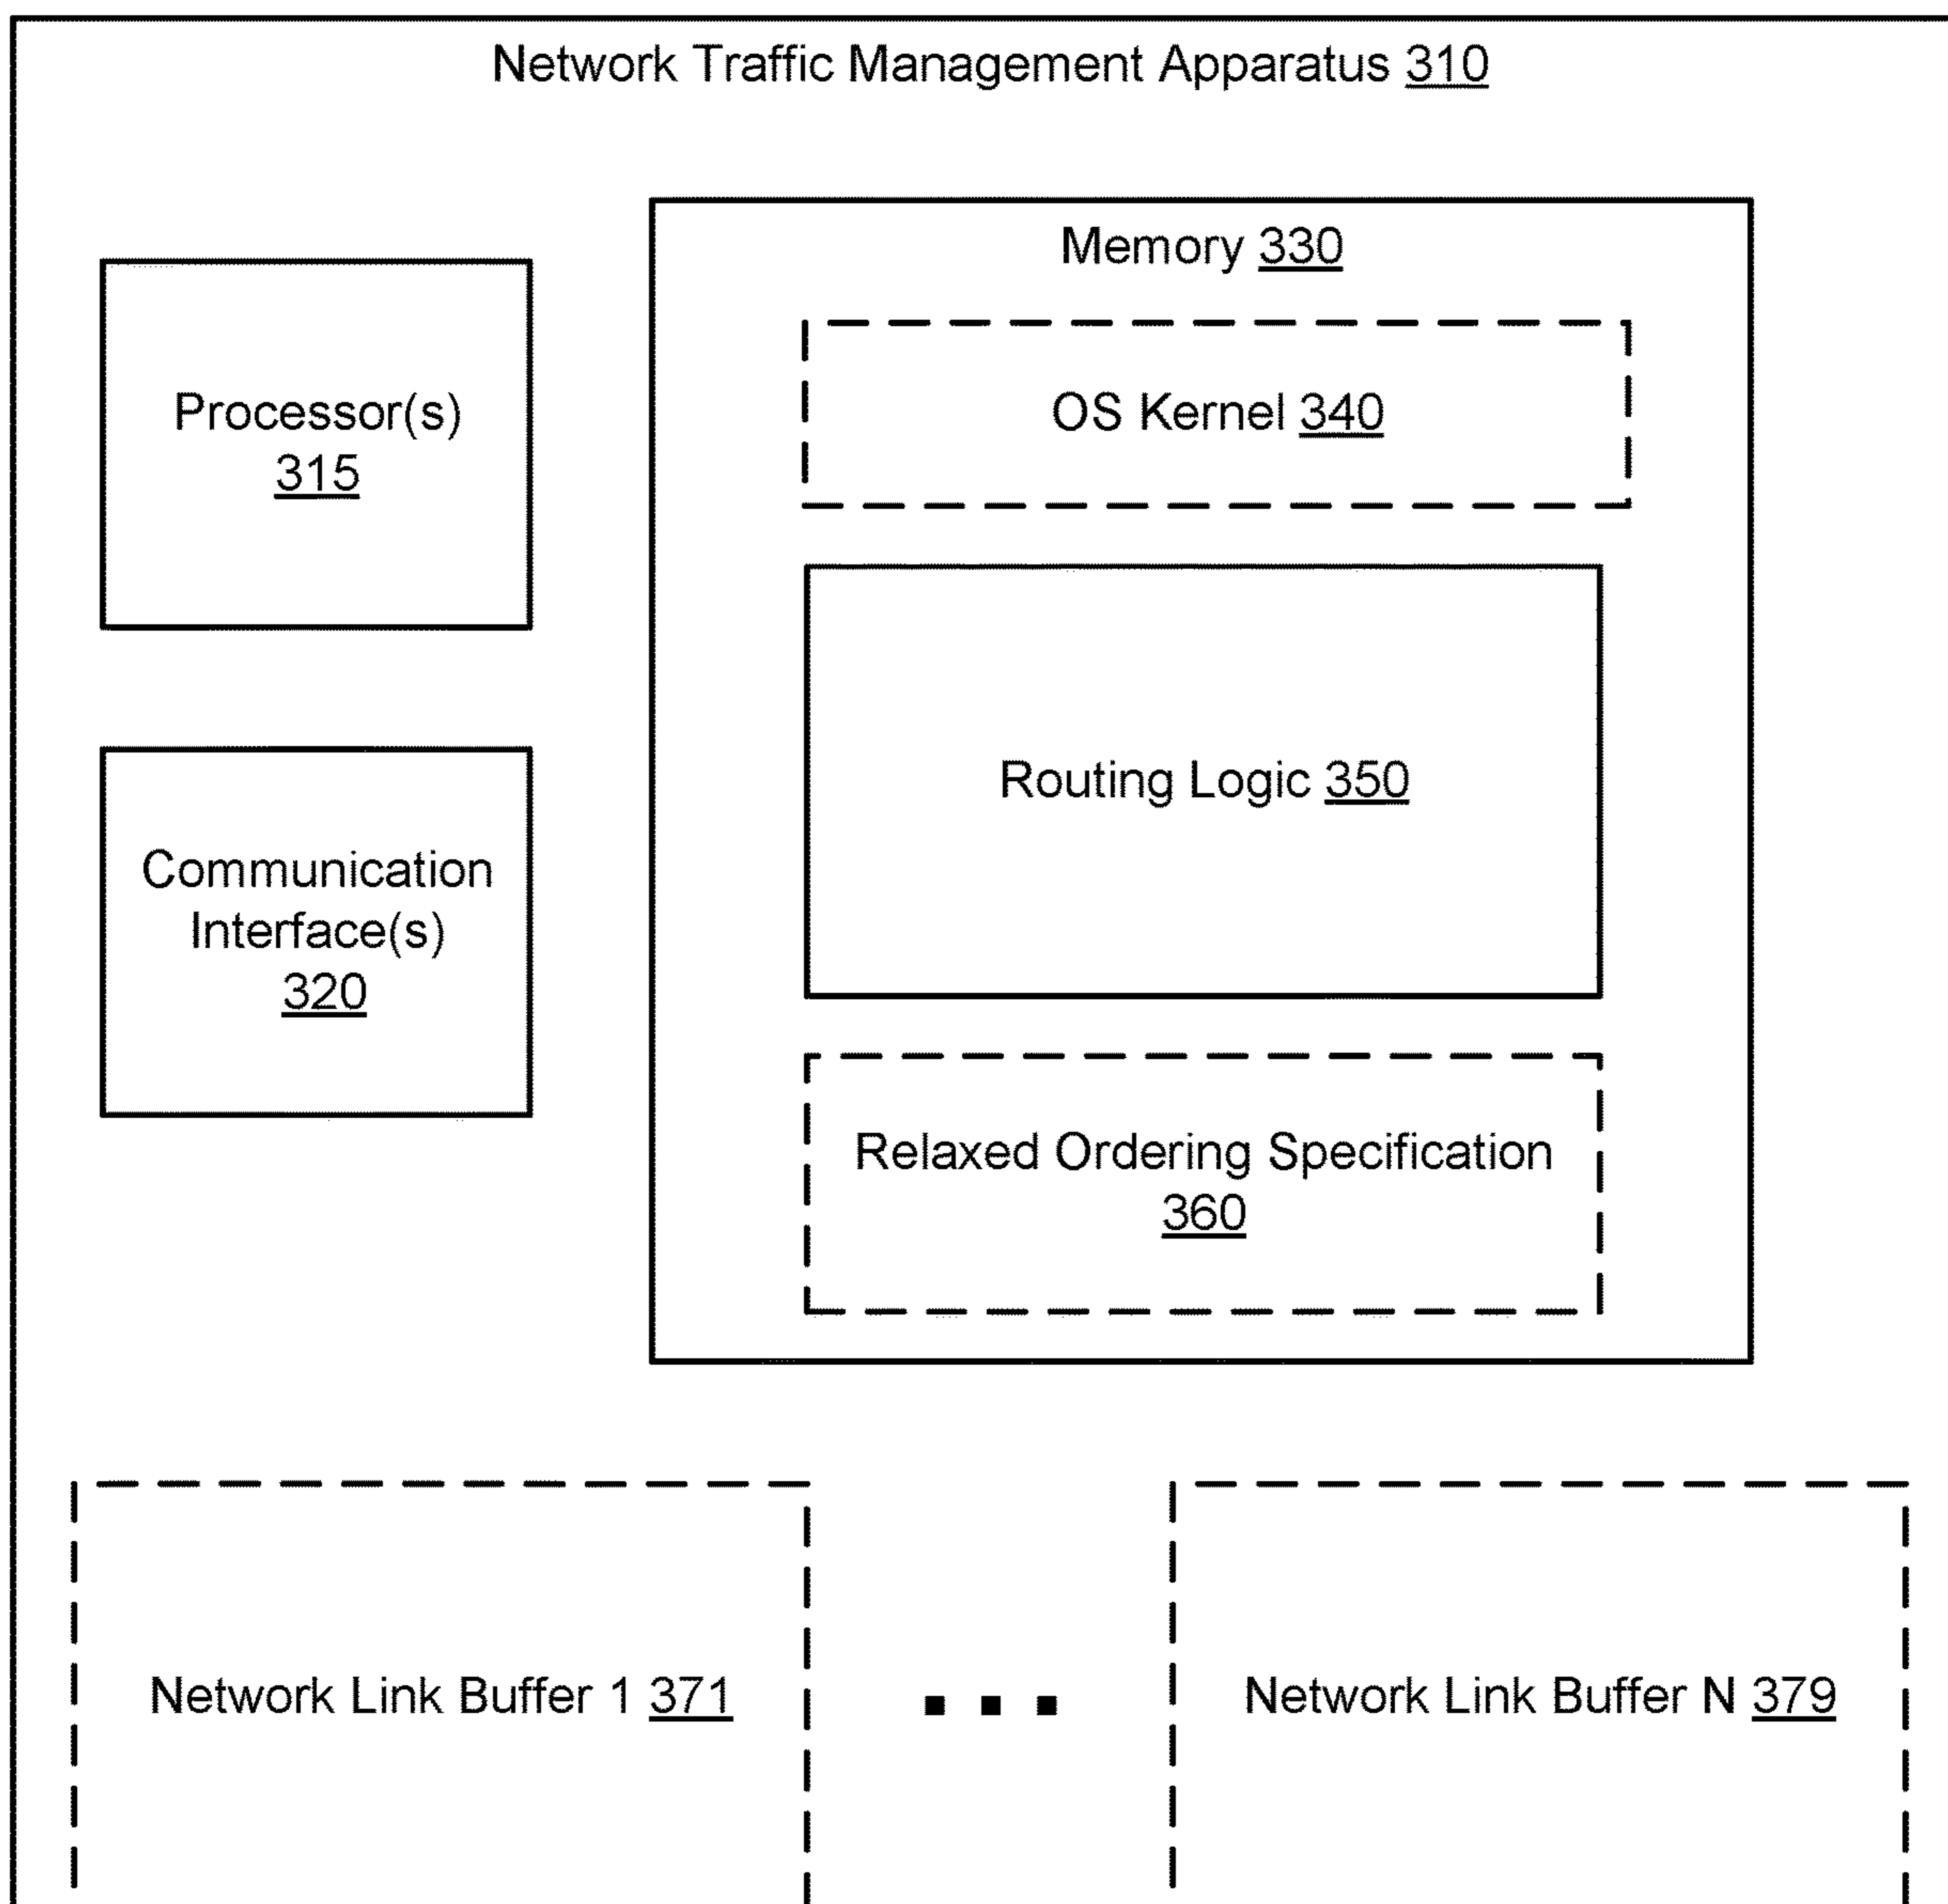 Network Traffic Management Apparatus 310
Memory 330
OS Kernel 340
Processor(s)
315
Routing Logic 350
Communication
Interface(s)
320
Relaxed Ordering Specification
360
Network Link Buffer 1 371
Network Link Buffer N 379